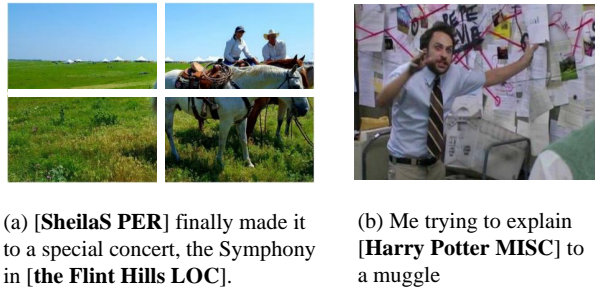 PEPE
(a) [SheilaS PER] finally made it
to a special concert, the Symphony
in [the Flint Hills LOC].
(b) Me trying to explain
[Harry Potter MISC] to
a muggle